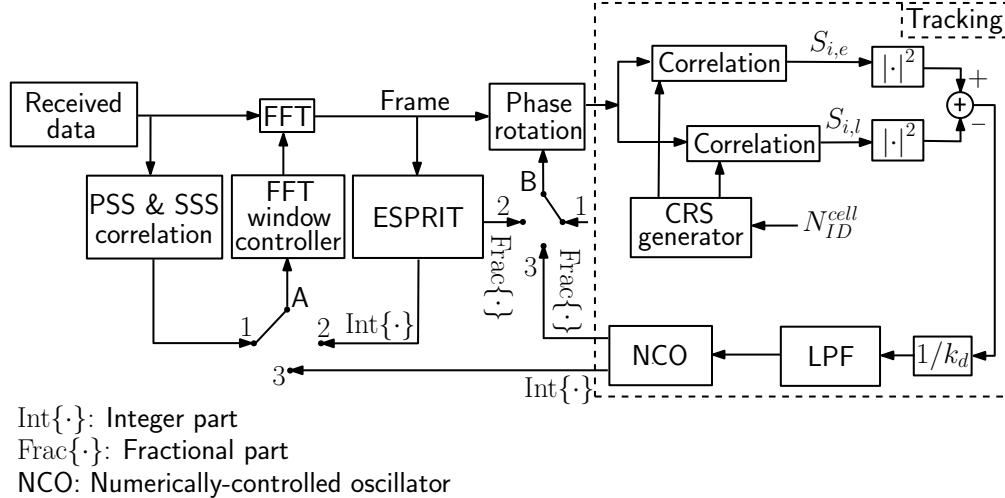 Tracking
Received
data
FFT
Frame
Phase
rotation
Correlation
S_{i,e}
|·|^2
+
+
−
Correlation
S_{i,l}
|·|^2
PSS & SSS
correlation
FFT
window
controller
ESPRIT
B
2
1
3
Frac{·}
Frac{·}
CRS
generator
N_{ID}^{cell}
A
1
2
Int{·}
3
Int{·}
NCO
LPF
1/k_d
Int{·}: Integer part
Frac{·}: Fractional part
NCO: Numerically-controlled oscillator